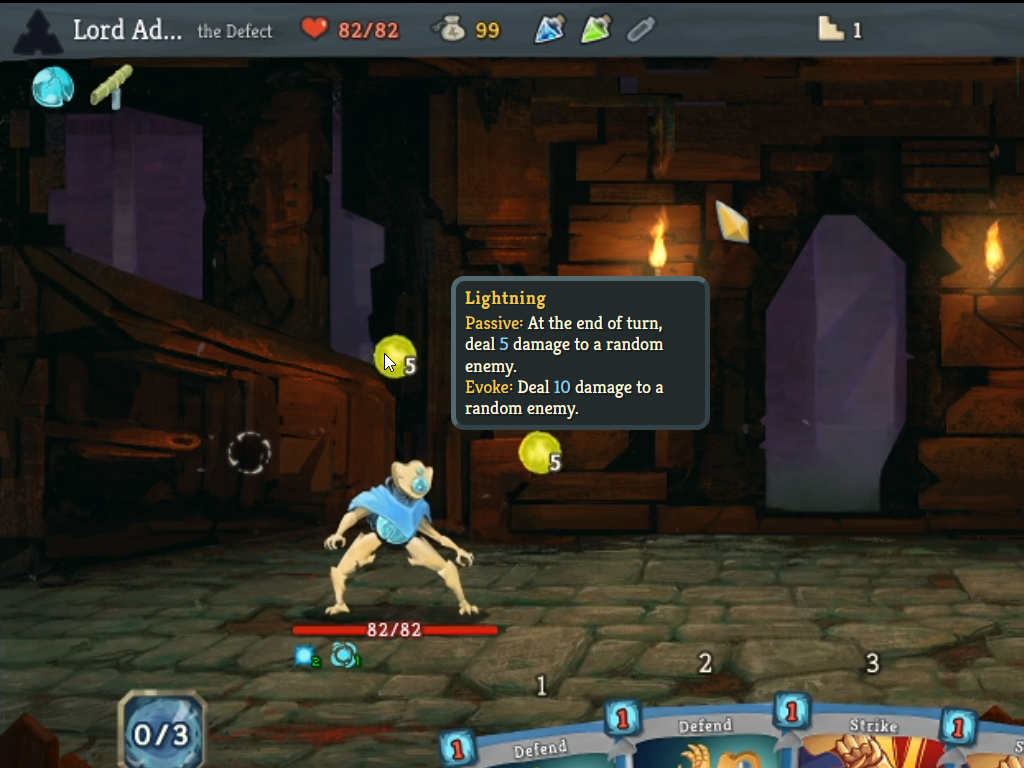 Lord Ad... the Defect 82/82 99 1
Lightning
Passive: At the end of turn,
deal 5 damage to a random
enemy.
Evoke: Deal 10 damage to a
random enemy.
5
5
82/82
2 1
1 2 3
0/3
1 Defend 1 Defend 1 Strike 1 S